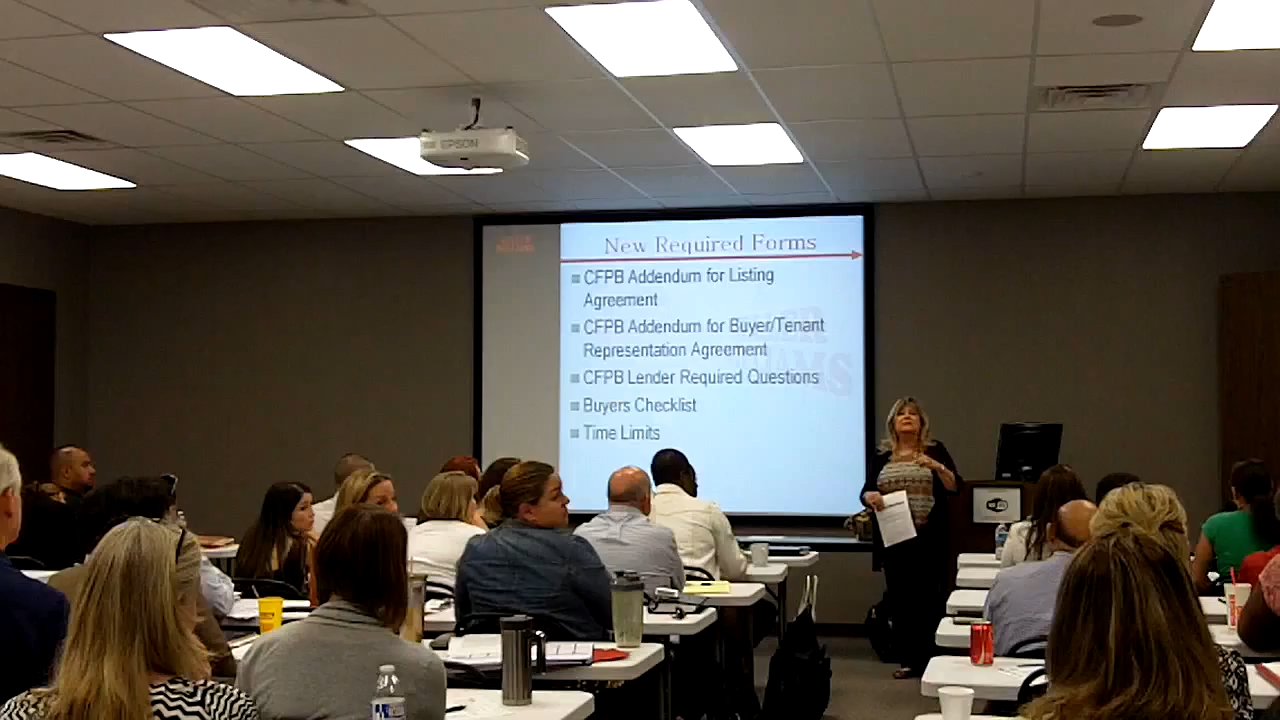 EPSON
New Required Forms
CFPB Addendum for Listing
Agreement
CFPB Addendum for Buyer/Tenant
Representation Agreement
CFPB Lender Required Questions
Buyers Checklist
Time Limits